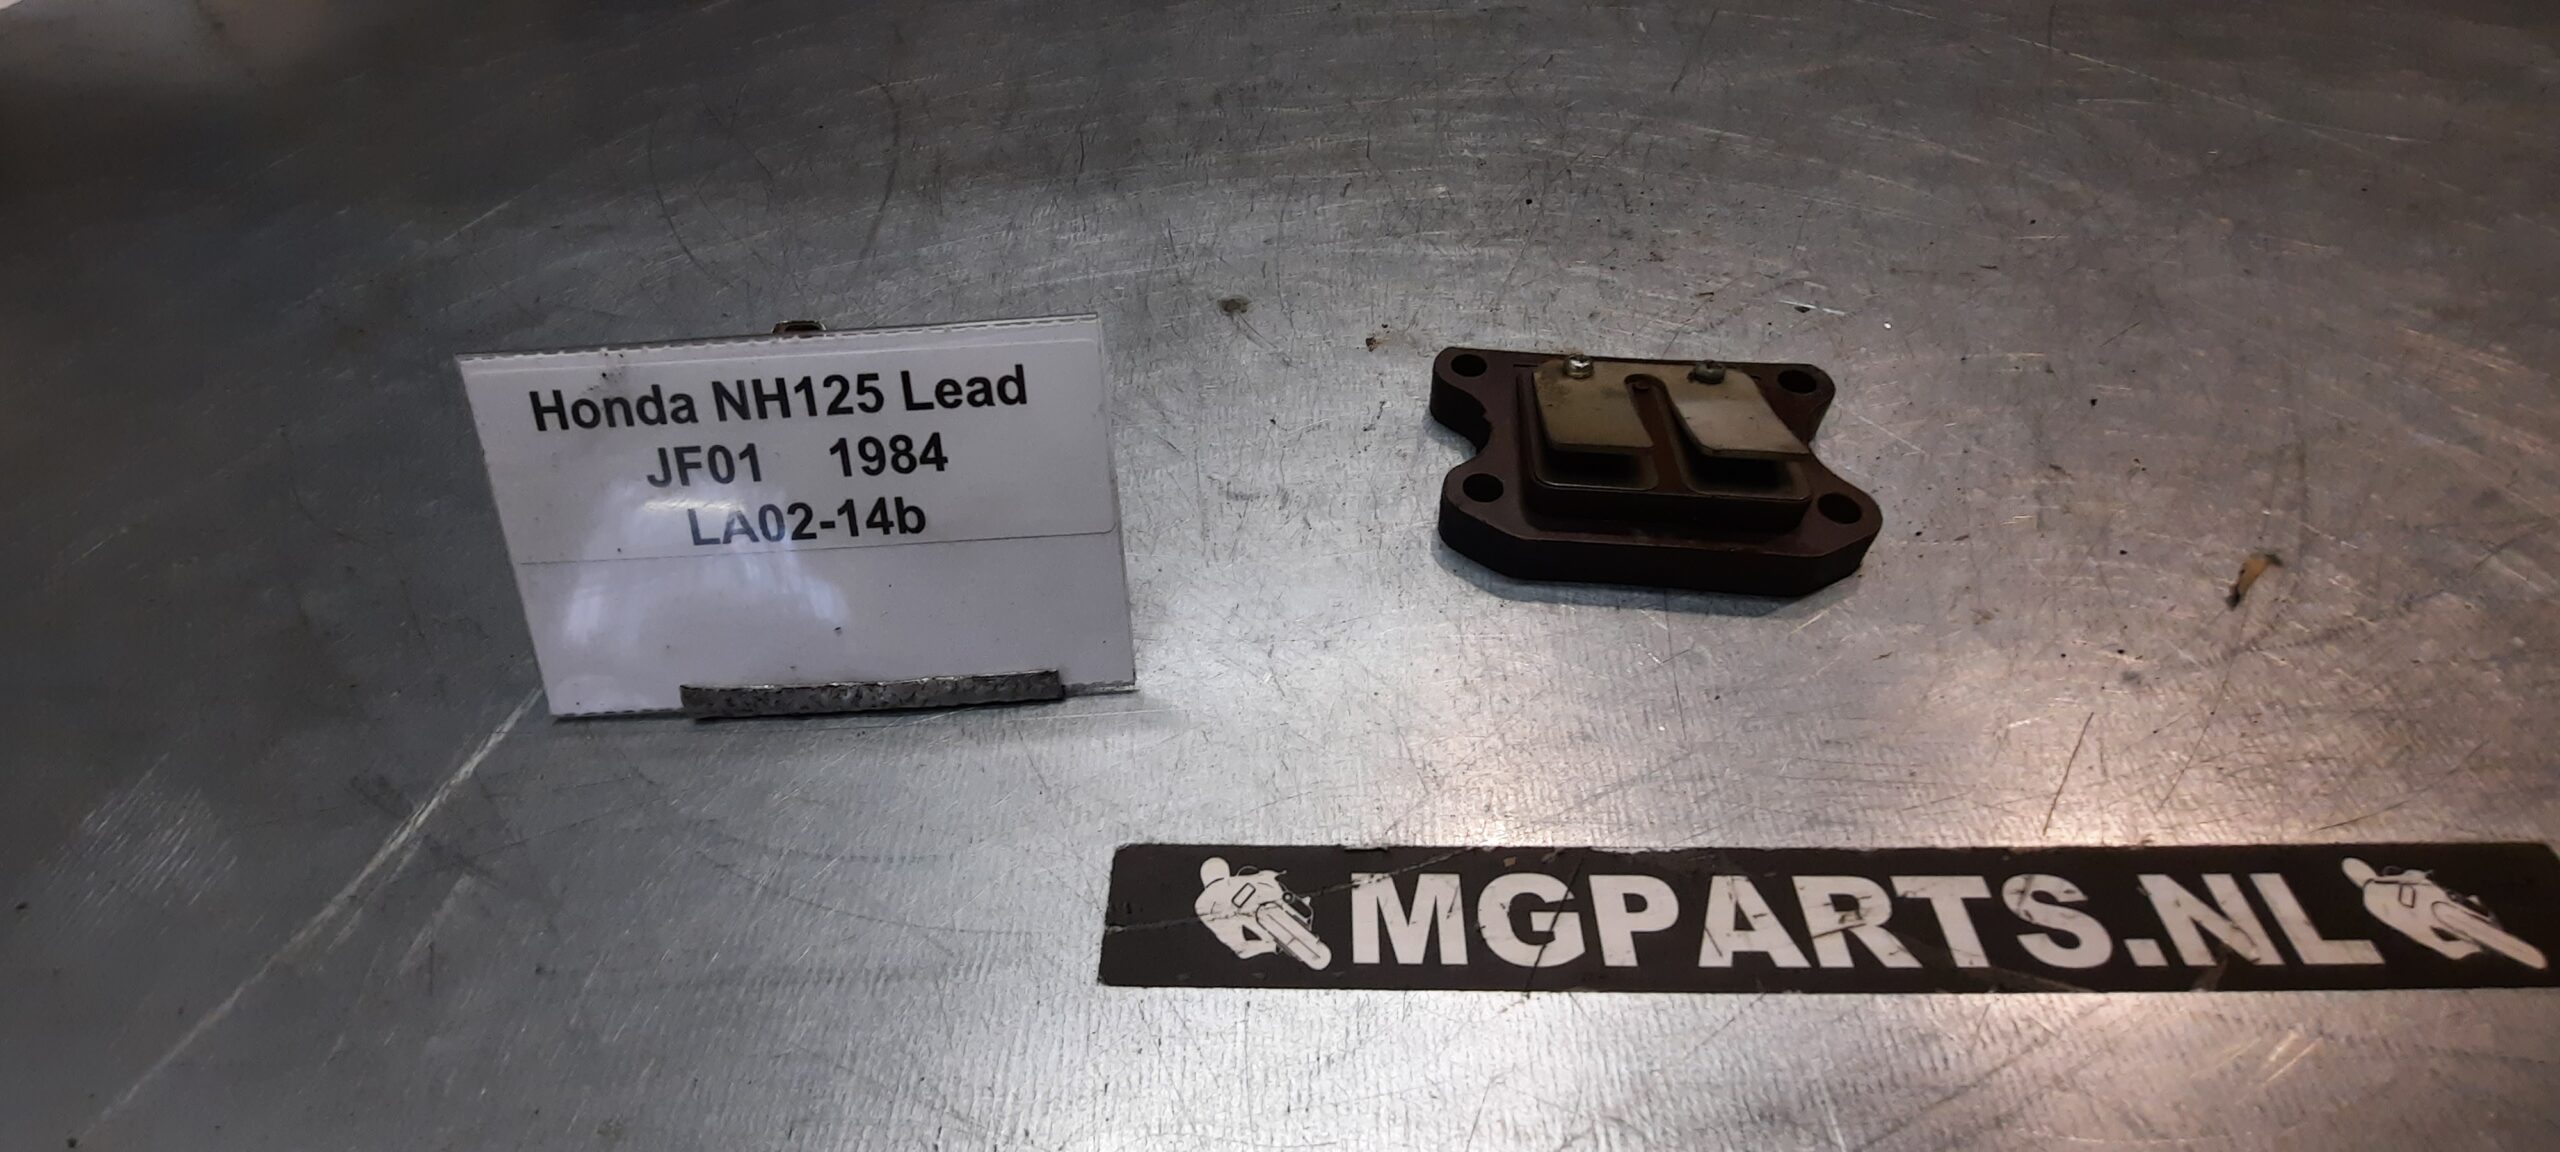 Honda NH125 Lead
JF01 1984
LA02-14b
MGPARTS.NL